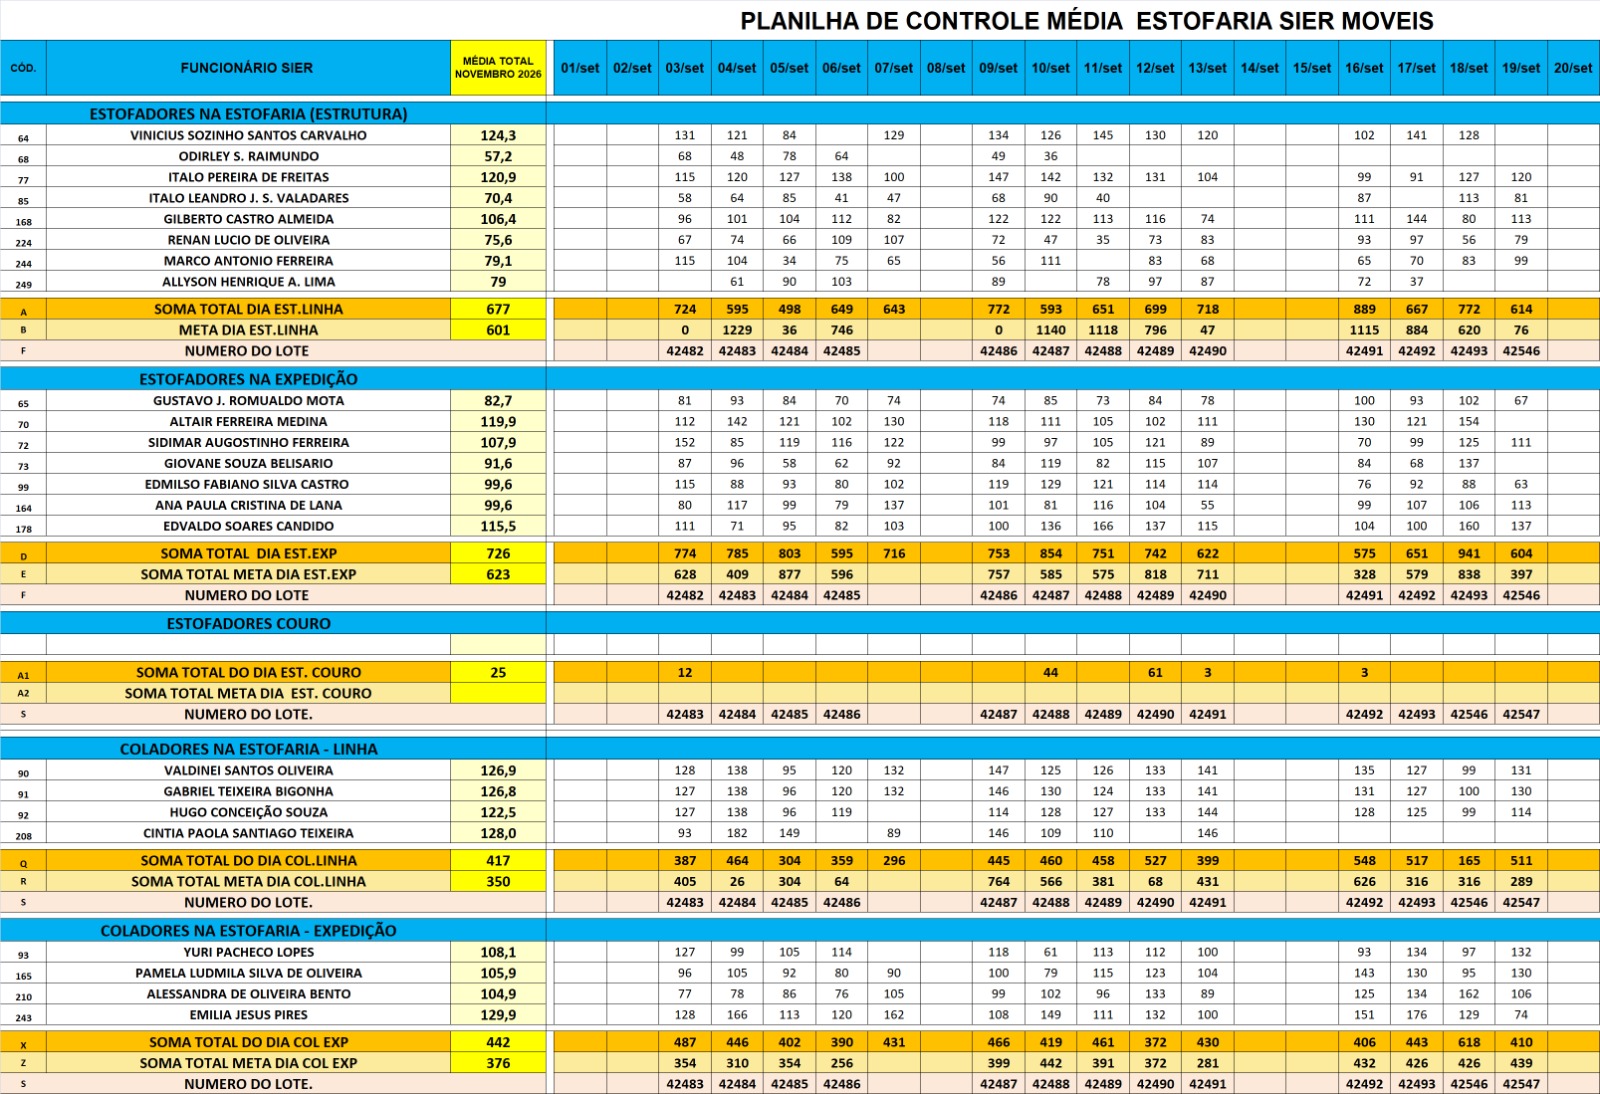 PLANILHA DE CONTROLE MÉDIA  ESTOFARIA SIER MOVEIS
CÓD. FUNCIONÁRIO SIER MÉDIA TOTAL NOVEMBRO 2026 01/set 02/set 03/set 04/set 05/set 06/set 07/set 08/set 09/set 10/set 11/set 12/set 13/set 14/set 15/set 16/set 17/set 18/set 19/set 20/set
ESTOFADORES NA ESTOFARIA (ESTRUTURA)
64 VINICIUS SOZINHO SANTOS CARVALHO 124,3 131 121 84 129 134 126 145 130 120 102 141 128
68 ODIRLEY S. RAIMUNDO 57,2 68 48 78 64 49 36
77 ITALO PEREIRA DE FREITAS 120,9 115 120 127 138 100 147 142 132 131 104 99 91 127 120
85 ITALO LEANDRO J. S. VALADARES 70,4 58 64 85 41 47 68 90 40 87 113 81
168 GILBERTO CASTRO ALMEIDA 106,4 96 101 104 112 82 122 122 113 116 74 111 144 80 113
224 RENAN LUCIO DE OLIVEIRA 75,6 67 74 66 109 107 72 47 35 73 83 93 97 56 79
244 MARCO ANTONIO FERREIRA 79,1 115 104 34 75 65 56 111 83 68 65 70 83 99
249 ALLYSON HENRIQUE A. LIMA 79 61 90 103 89 78 97 87 72 37
A SOMA TOTAL DIA EST.LINHA 677 724 595 498 649 643 772 593 651 699 718 889 667 772 614
B META DIA EST.LINHA 601 0 1229 36 746 0 1140 1118 796 47 1115 884 620 76
F NUMERO DO LOTE 42482 42483 42484 42485 42486 42487 42488 42489 42490 42491 42492 42493 42546
ESTOFADORES NA EXPEDIÇÃO
65 GUSTAVO J. ROMUALDO MOTA 82,7 81 93 84 70 74 74 85 73 84 78 100 93 102 67
70 ALTAIR FERREIRA MEDINA 119,9 112 142 121 102 130 118 111 105 102 111 130 121 154
72 SIDIMAR AUGOSTINHO FERREIRA 107,9 152 85 119 116 122 99 97 105 121 89 70 99 125 111
73 GIOVANE SOUZA BELISARIO 91,6 87 96 58 62 92 84 119 82 115 107 84 68 137
99 EDMILSO FABIANO SILVA CASTRO 99,6 115 88 93 80 102 119 129 121 114 114 76 92 88 63
164 ANA PAULA CRISTINA DE LANA 99,6 80 117 99 79 137 101 81 116 104 55 99 107 106 113
178 EDVALDO SOARES CANDIDO 115,5 111 71 95 82 103 100 136 166 137 115 104 100 160 137
D SOMA TOTAL  DIA EST.EXP 726 774 785 803 595 716 753 854 751 742 622 575 651 941 604
E SOMA TOTAL META DIA EST.EXP 623 628 409 877 596 757 585 575 818 711 328 579 838 397
F NUMERO DO LOTE 42482 42483 42484 42485 42486 42487 42488 42489 42490 42491 42492 42493 42546
ESTOFADORES COURO
A1 SOMA TOTAL DO DIA EST. COURO 25 12 44 61 3 3
A2 SOMA TOTAL META DIA  EST. COURO
S NUMERO DO LOTE. 42483 42484 42485 42486 42487 42488 42489 42490 42491 42492 42493 42546 42547
COLADORES NA ESTOFARIA - LINHA
90 VALDINEI SANTOS OLIVEIRA 126,9 128 138 95 120 132 147 125 126 133 141 135 127 99 131
91 GABRIEL TEIXEIRA BIGONHA 126,8 127 138 96 120 132 146 130 124 133 141 131 127 100 130
92 HUGO CONCEIÇÃO SOUZA 122,5 127 138 96 119 114 128 127 133 144 128 125 99 114
208 CINTIA PAOLA SANTIAGO TEIXEIRA 128,0 93 182 149 89 146 109 110 146
Q SOMA TOTAL DO DIA COL.LINHA 417 387 464 304 359 296 445 460 458 527 399 548 517 165 511
R SOMA TOTAL META DIA COL.LINHA 350 405 26 304 64 764 566 381 68 431 626 316 316 289
S NUMERO DO LOTE. 42483 42484 42485 42486 42487 42488 42489 42490 42491 42492 42493 42546 42547
COLADORES NA ESTOFARIA - EXPEDIÇÃO
93 YURI PACHECO LOPES 108,1 127 99 105 114 118 61 113 112 100 93 134 97 132
165 PAMELA LUDMILA SILVA DE OLIVEIRA 105,9 96 105 92 80 90 100 79 115 123 104 143 130 95 130
210 ALESSANDRA DE OLIVEIRA BENTO 104,9 77 78 86 76 105 99 102 96 133 89 125 134 162 106
243 EMILIA JESUS PIRES 129,9 128 166 113 120 162 108 149 111 132 100 151 176 129 74
X SOMA TOTAL DO DIA COL EXP 442 487 446 402 390 431 466 419 461 372 430 406 443 618 410
Z SOMA TOTAL META DIA COL EXP 376 354 310 354 256 399 442 391 372 281 432 426 426 439
S NUMERO DO LOTE. 42483 42484 42485 42486 42487 42488 42489 42490 42491 42492 42493 42546 42547